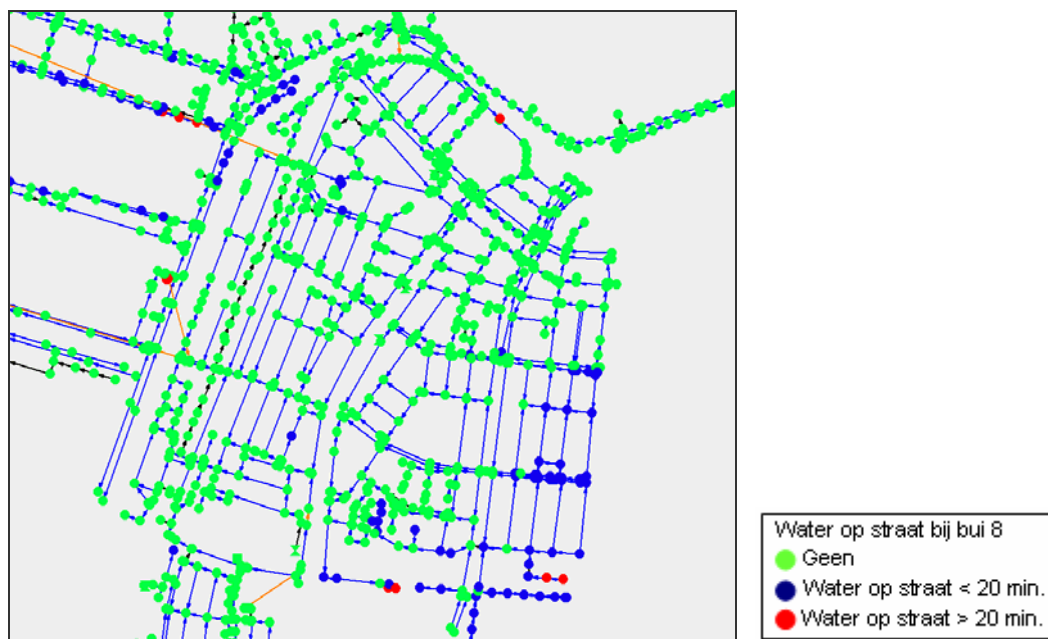 Water op straat bij bui 8
Geen
Water op straat < 20 min.
Water op straat > 20 min.